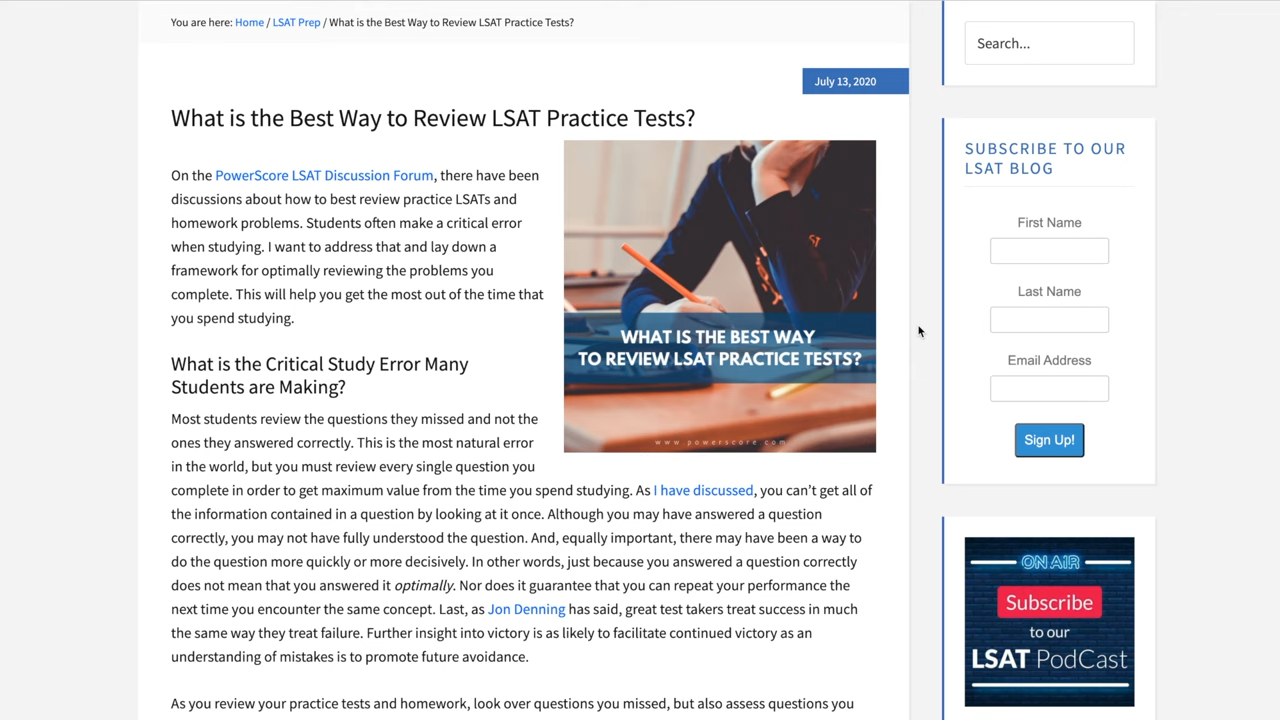 You are here: Home / LSAT Prep / What is the Best Way to Review LSAT Practice Tests?
July 13, 2020
What is the Best Way to Review LSAT Practice Tests?
On the PowerScore LSAT Discussion Forum, there have been
discussions about how to best review practice LSATs and
homework problems. Students often make a critical error
when studying. I want to address that and lay down a
framework for optimally reviewing the problems you
complete. This will help you get the most out of the time that
you spend studying.
WHAT IS THE BEST WAY
TO REVIEW LSAT PRACTICE TESTS?
www.powerscore.com
What is the Critical Study Error Many
Students are Making?
Most students review the questions they missed and not the
ones they answered correctly. This is the most natural error
in the world, but you must review every single question you
complete in order to get maximum value from the time you spend studying. As I have discussed, you can’t get all of
the information contained in a question by looking at it once. Although you may have answered a question
correctly, you may not have fully understood the question. And, equally important, there may have been a way to
do the question more quickly or more decisively. In other words, just because you answered a question correctly
does not mean that you answered it optimally. Nor does it guarantee that you can repeat your performance the
next time you encounter the same concept. Last, as Jon Denning has said, great test takers treat success in much
the same way they treat failure. Further insight into victory is as likely to facilitate continued victory as an
understanding of mistakes is to promote future avoidance.
As you review your practice tests and homework, look over questions you missed, but also assess questions you
Search...
SUBSCRIBE TO OUR
LSAT BLOG
First Name
Last Name
Email Address
Sign Up!
ON AIR
Subscribe
to our
LSAT PodCast